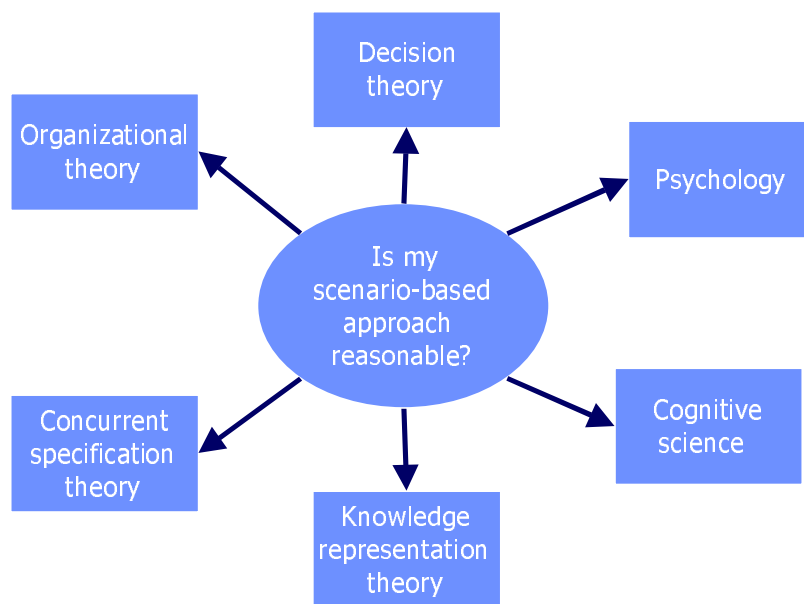 Decision
theory
Organizational
theory
Psychology
Is my
scenario-based
approach
reasonable?
Concurrent
specification
theory
Cognitive
science
Knowledge
representation
theory